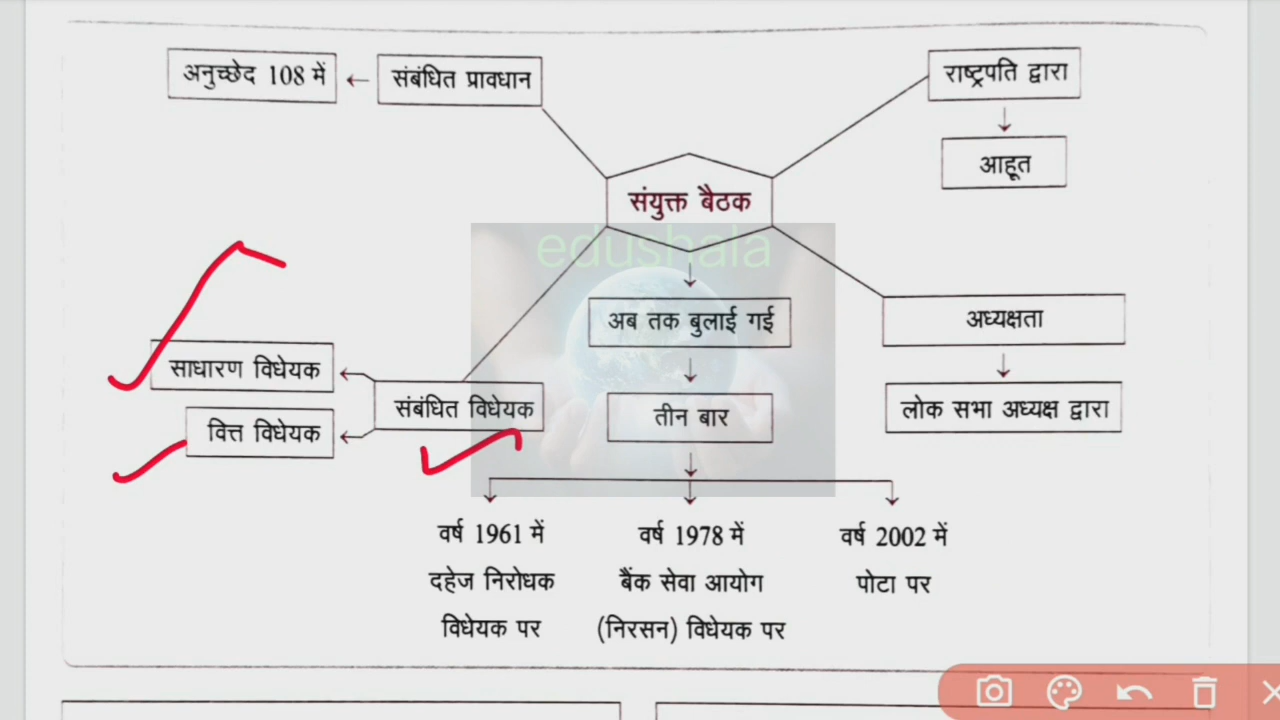 अनुच्छेद 108 में
संबंधित प्रावधान
राष्ट्रपति द्वारा
आहूत
संयुक्त बैठक
edushala
अब तक बुलाई गई
अध्यक्षता
साधारण विधेयक
संबंधित विधेयक
तीन बार
लोक सभा अध्यक्ष द्वारा
वित्त विधेयक
वर्ष 1961 में
दहेज निरोधक
विधेयक पर
वर्ष 1978 में
बैंक सेवा आयोग
(निरसन) विधेयक पर
वर्ष 2002 में
पोटा पर